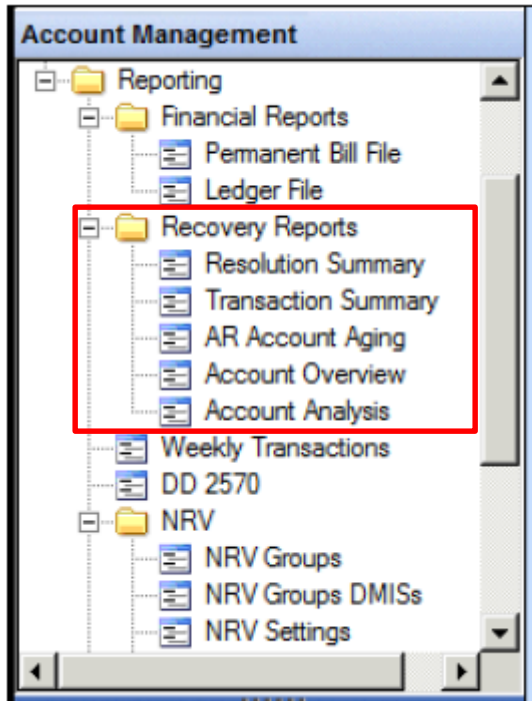 Account Management
Reporting
Financial Reports
Permanent Bill File
Ledger File
Recovery Reports
Resolution Summary
Transaction Summary
AR Account Aging
Account Overview
Account Analysis
Weekly Transactions
DD 2570
NRV
NRV Groups
NRV Groups DMISs
NRV Settings